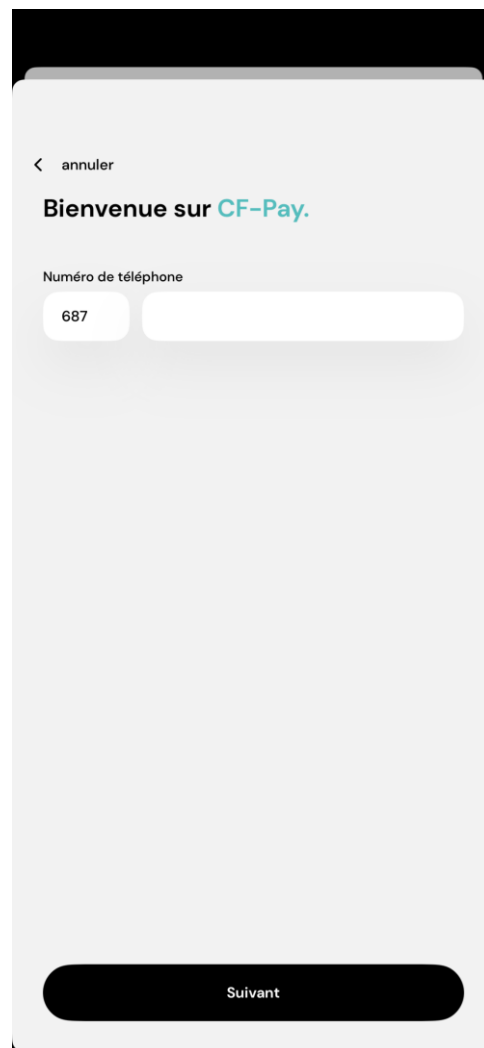 annuler
Bienvenue sur CF-Pay.
Numéro de téléphone
687
Suivant